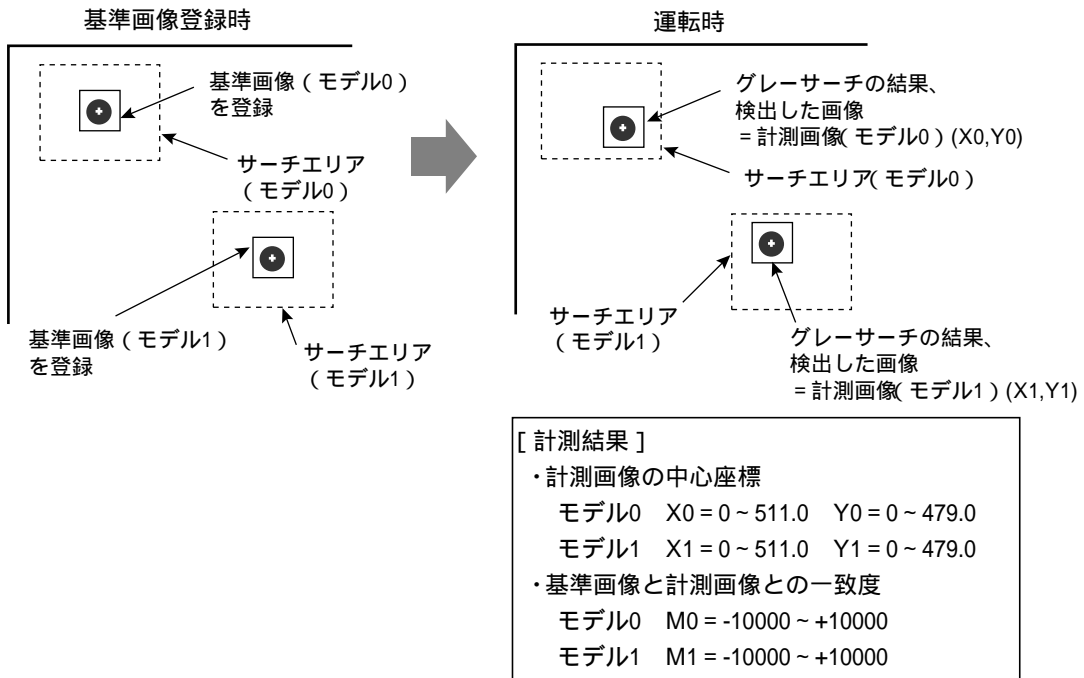 基準画像登録時
基準画像（モデル0）
を登録
サーチエリア
（モデル0）
基準画像（モデル1）
を登録
サーチエリア
（モデル1）
運転時
グレーサーチの結果、
検出した画像
=計測画像（モデル0）(X0,Y0)
サーチエリア（モデル0）
サーチエリア
（モデル1）
グレーサーチの結果、
検出した画像
=計測画像（モデル1）(X1,Y1)
[計測結果]
・計測画像の中心座標
モデル0 X0 = 0 ~ 511.0 Y0 = 0 ~ 479.0
モデル1 X1 = 0 ~ 511.0 Y1 = 0 ~ 479.0
・基準画像と計測画像との一致度
モデル0 M0 = -10000 ~ +10000
モデル1 M1 = -10000 ~ +10000